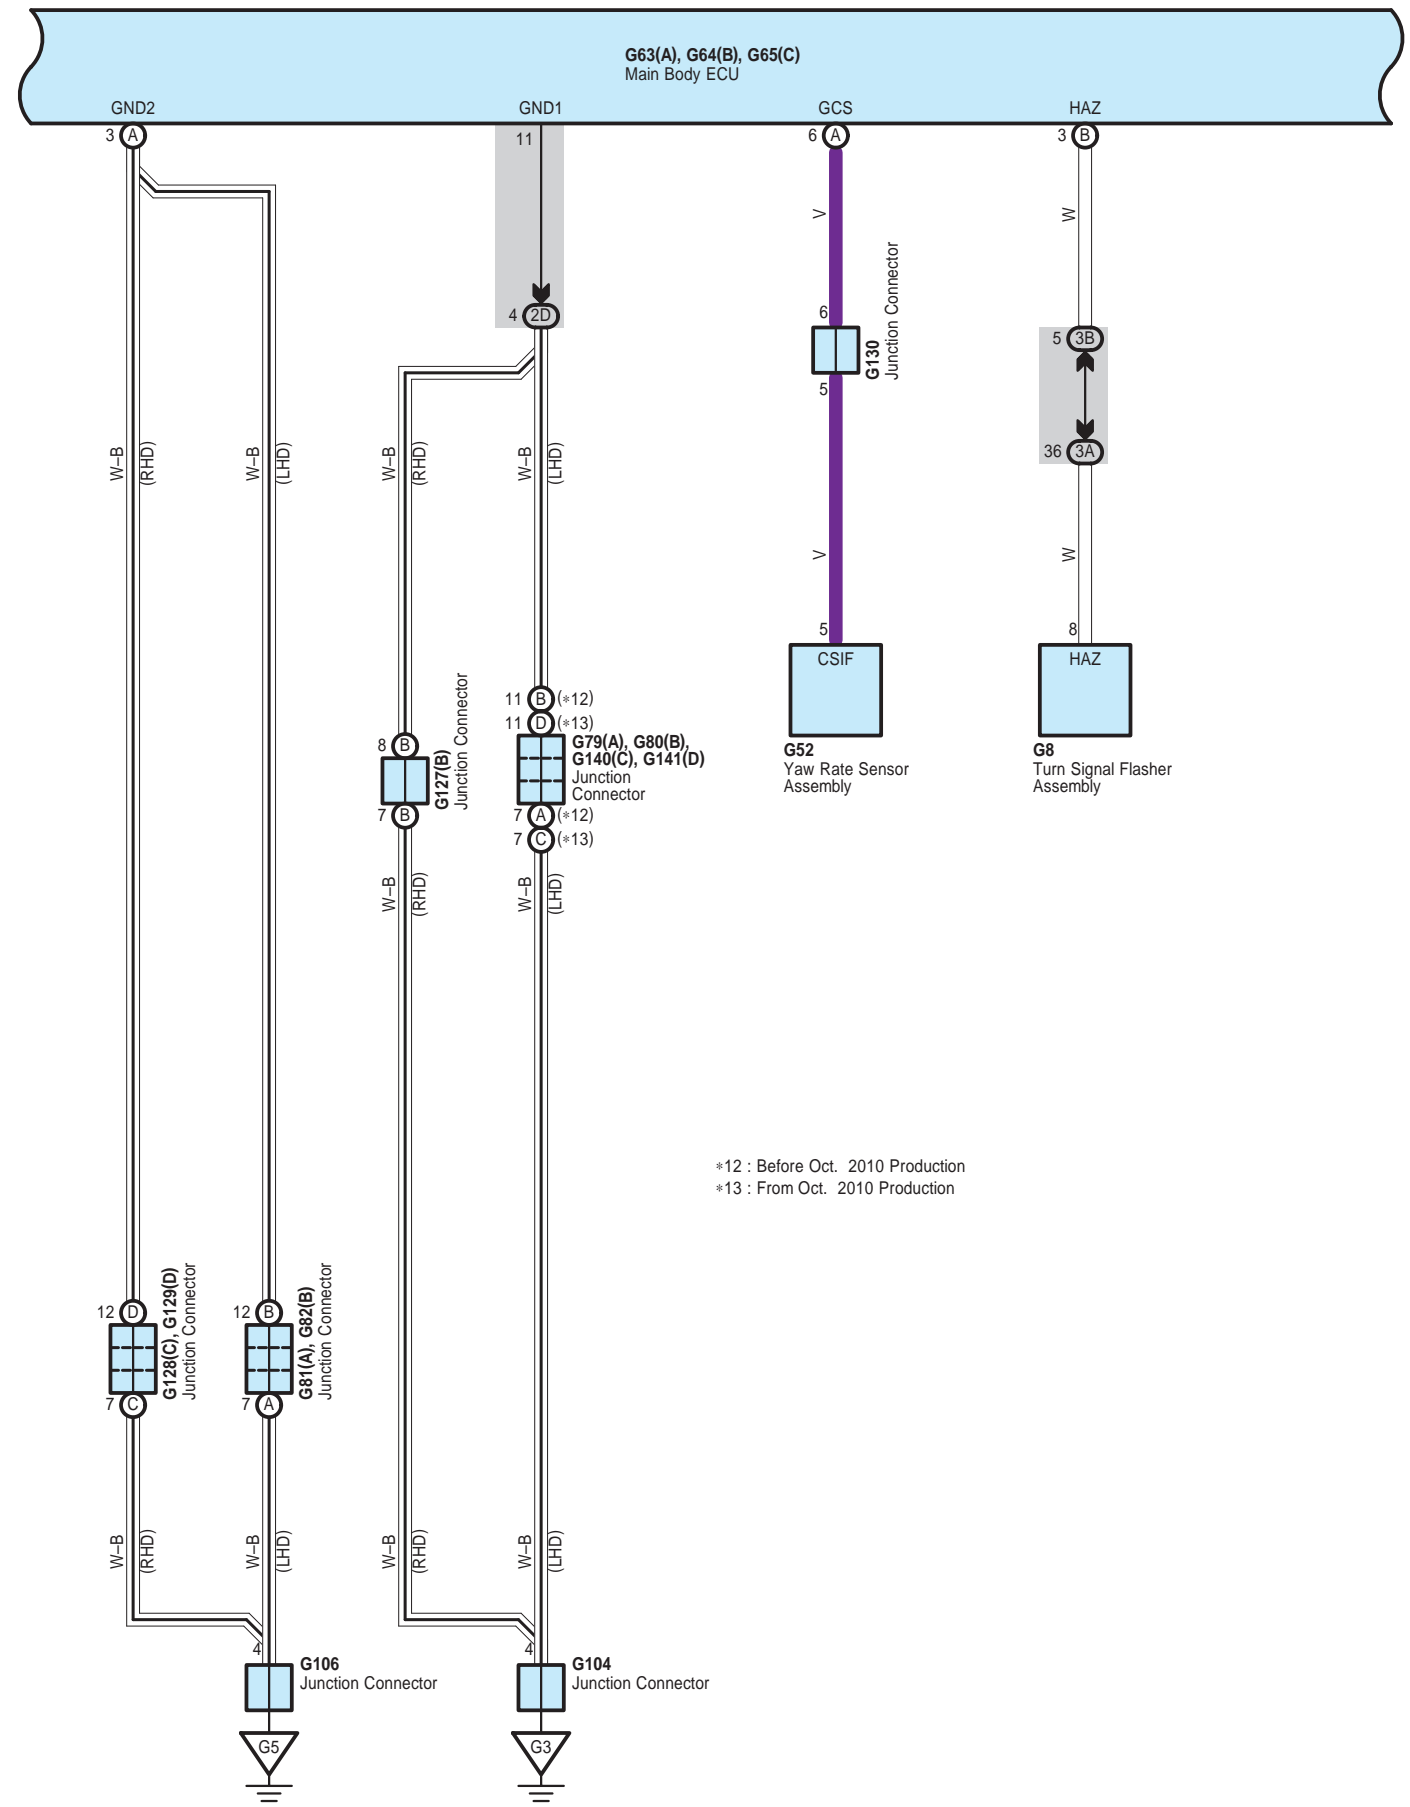 G63(A), G64(B), G65(C)
Main Body ECU
GND2
GND1
GCS
HAZ
3 A
11
6 A
3 B
V
W
4 2D
6
G130
Junction Connector
5
5 3B
36 3A
W–B
(RHD)
W–B
(LHD)
W–B
(RHD)
W–B
(LHD)
V
W
5
CSIF
8
HAZ
G52
Yaw Rate Sensor
Assembly
G8
Turn Signal Flasher
Assembly
8 B
7 B
G127(B)
Junction Connector
11 B (*12)
11 D (*13)
G79(A), G80(B),
G140(C), G141(D)
Junction
Connector
7 A (*12)
7 C (*13)
W–B
(RHD)
W–B
(LHD)
*12 : Before Oct. 2010 Production
*13 : From Oct. 2010 Production
12 D
7 C
G128(C), G129(D)
Junction Connector
12 B
7 A
G81(A), G82(B)
Junction Connector
W–B
(RHD)
W–B
(LHD)
W–B
(RHD)
W–B
(LHD)
4
G106
Junction Connector
4
G104
Junction Connector
G5
G3